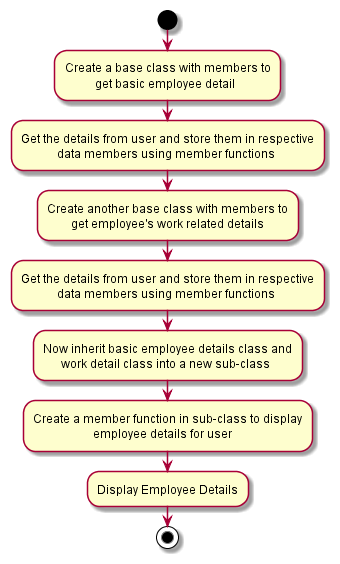 Create a base class with members to
get basic employee detail
Get the details from user and store them in respective
data members using member functions
Create another base class with members to
get employee's work related details
Get the details from user and store them in respective
data members using member functions
Now inherit basic employee details class and
work detail class into a new sub-class
Create a member function in sub-class to display
employee details for user
Display Employee Details